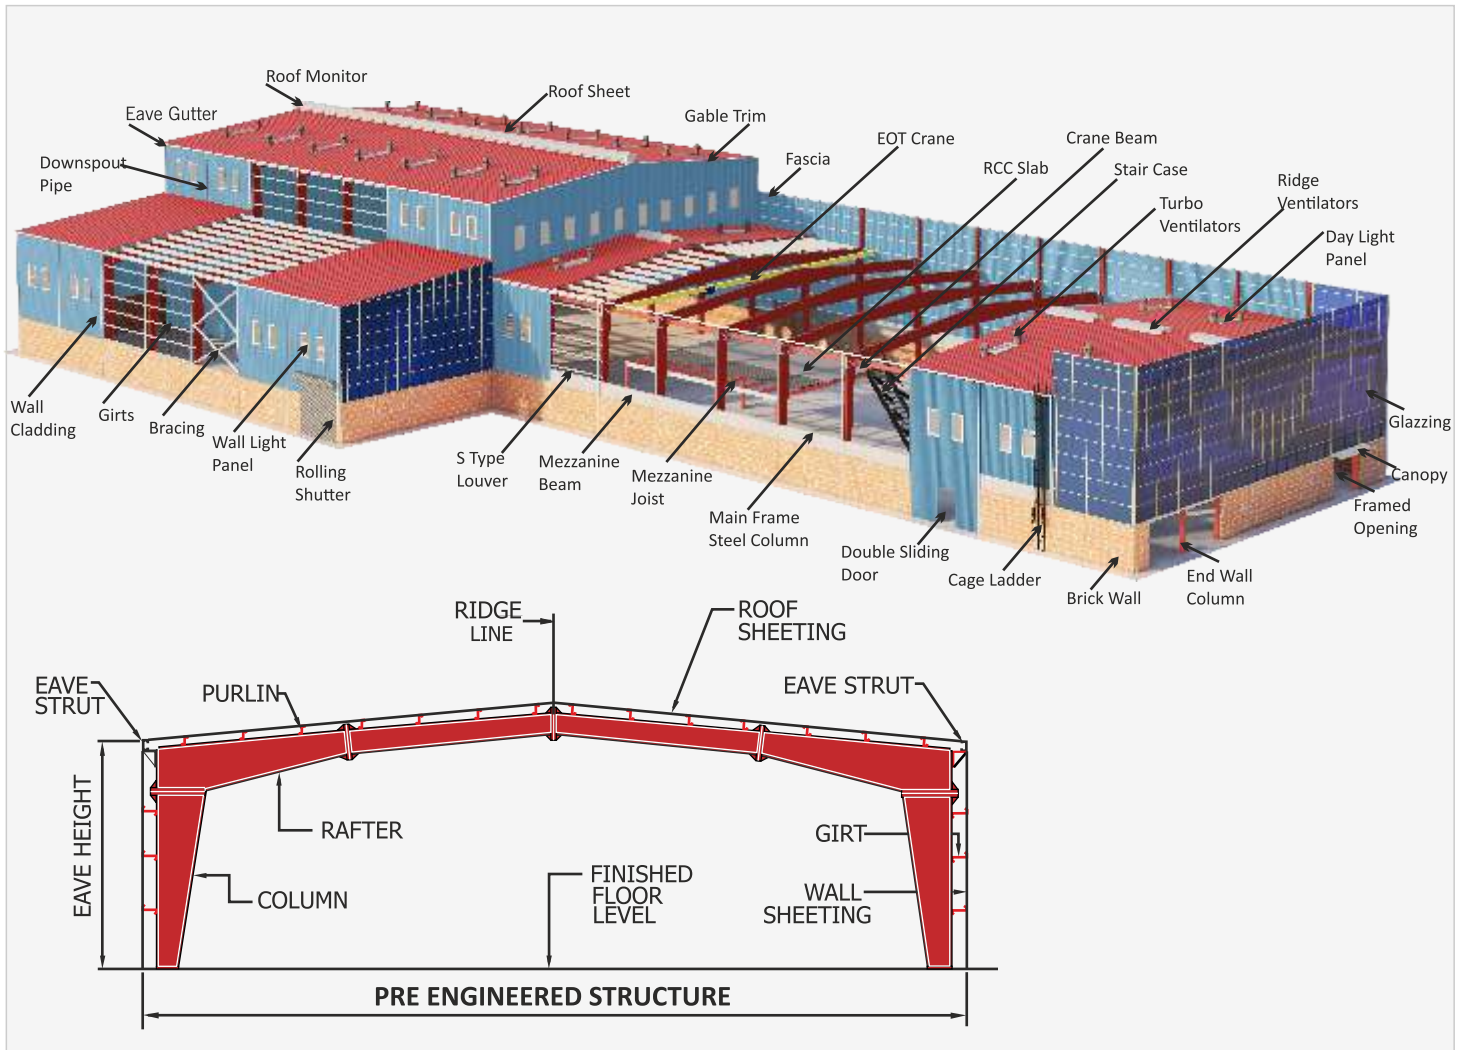 Roof Monitor
Roof Sheet
Eave Gutter
Gable Trim
EOT Crane
Crane Beam
Downspout
Pipe
Fascia
RCC Slab
Stair Case
Ridge
Ventilators
Turbo
Ventilators
Day Light
Panel
Wall
Cladding
Girts
Bracing
Wall Light
Panel
Rolling
Shutter
S Type
Louver
Mezzanine
Beam
Mezzanine
Joist
Main Frame
Steel Column
Double Sliding
Door
Cage Ladder
Brick Wall
End Wall
Column
Framed
Opening
Canopy
Glazzing
RIDGE
LINE
ROOF
SHEETING
EAVE
STRUT
PURLIN
EAVE STRUT
EAVE HEIGHT
RAFTER
GIRT
COLUMN
FINISHED
FLOOR
LEVEL
WALL
SHEETING
PRE ENGINEERED STRUCTURE